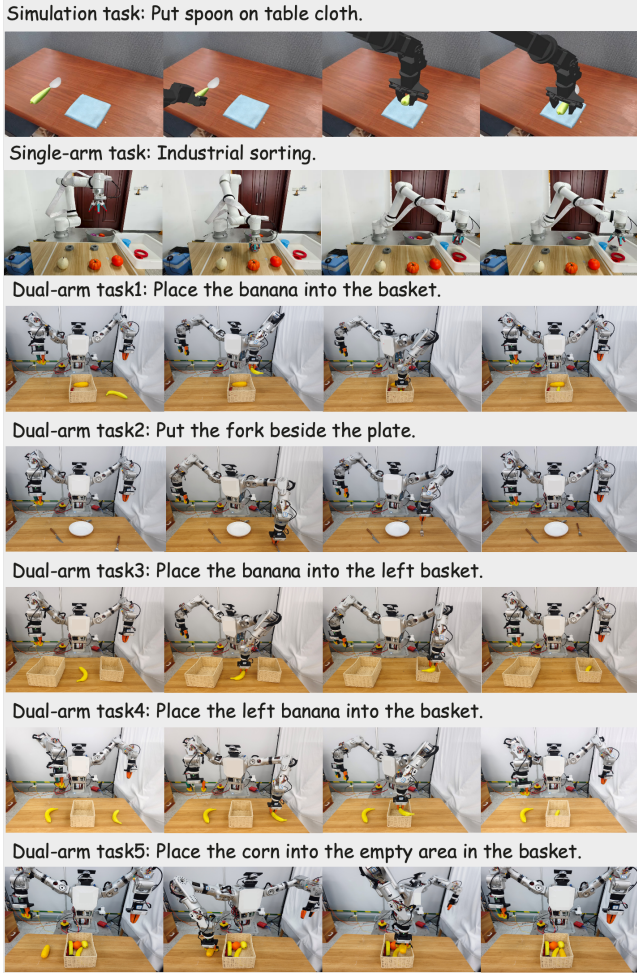 Simulation task: Put spoon on table cloth.
Single-arm task: Industrial sorting.
Dual-arm task1: Place the banana into the basket.
Dual-arm task2: Put the fork beside the plate.
Dual-arm task3: Place the banana into the left basket.
Dual-arm task4: Place the left banana into the basket.
Dual-arm task5: Place the corn into the empty area in the basket.